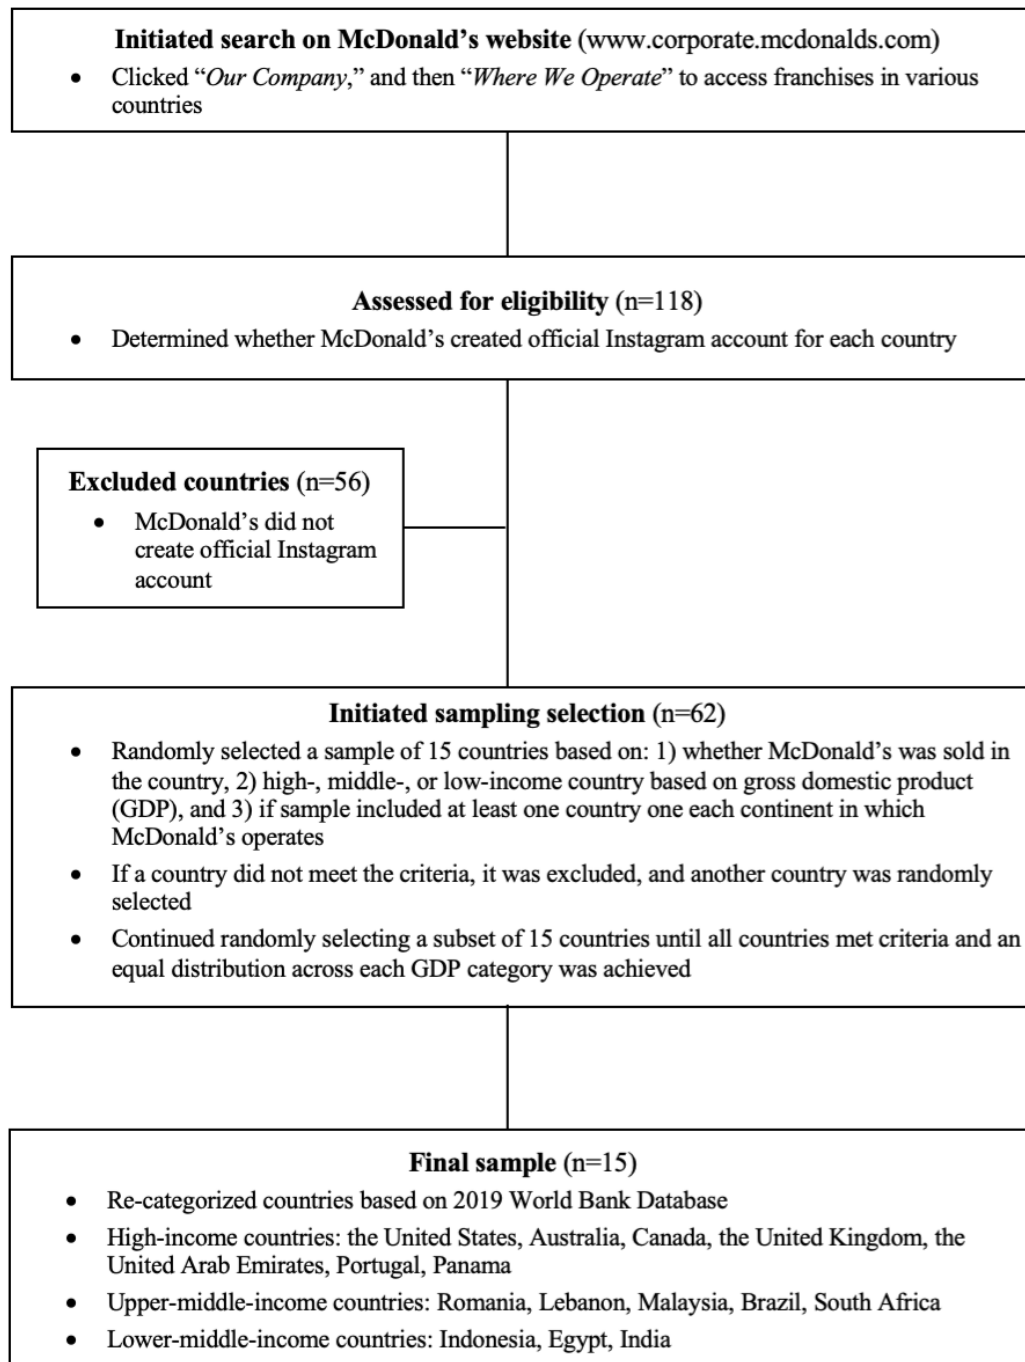 Initiated search on McDonald's website (www.corporate.mcdonalds.com)
• Clicked “Our Company,” and then “Where We Operate” to access franchises in various
countries
Assessed for eligibility (n=118)
• Determined whether McDonald's created official Instagram account for each country
Excluded countries (n=56)
• McDonald's did not
create official Instagram
account
Initiated sampling selection (n=62)
• Randomly selected a sample of 15 countries based on: 1) whether McDonald's was sold in
the country, 2) high-, middle-, or low-income country based on gross domestic product
(GDP), and 3) if sample included at least one country one each continent in which
McDonald's operates
• If a country did not meet the criteria, it was excluded, and another country was randomly
selected
• Continued randomly selecting a subset of 15 countries until all countries met criteria and an
equal distribution across each GDP category was achieved
Final sample (n=15)
• Re-categorized countries based on 2019 World Bank Database
• High-income countries: the United States, Australia, Canada, the United Kingdom, the
United Arab Emirates, Portugal, Panama
• Upper-middle-income countries: Romania, Lebanon, Malaysia, Brazil, South Africa
• Lower-middle-income countries: Indonesia, Egypt, India